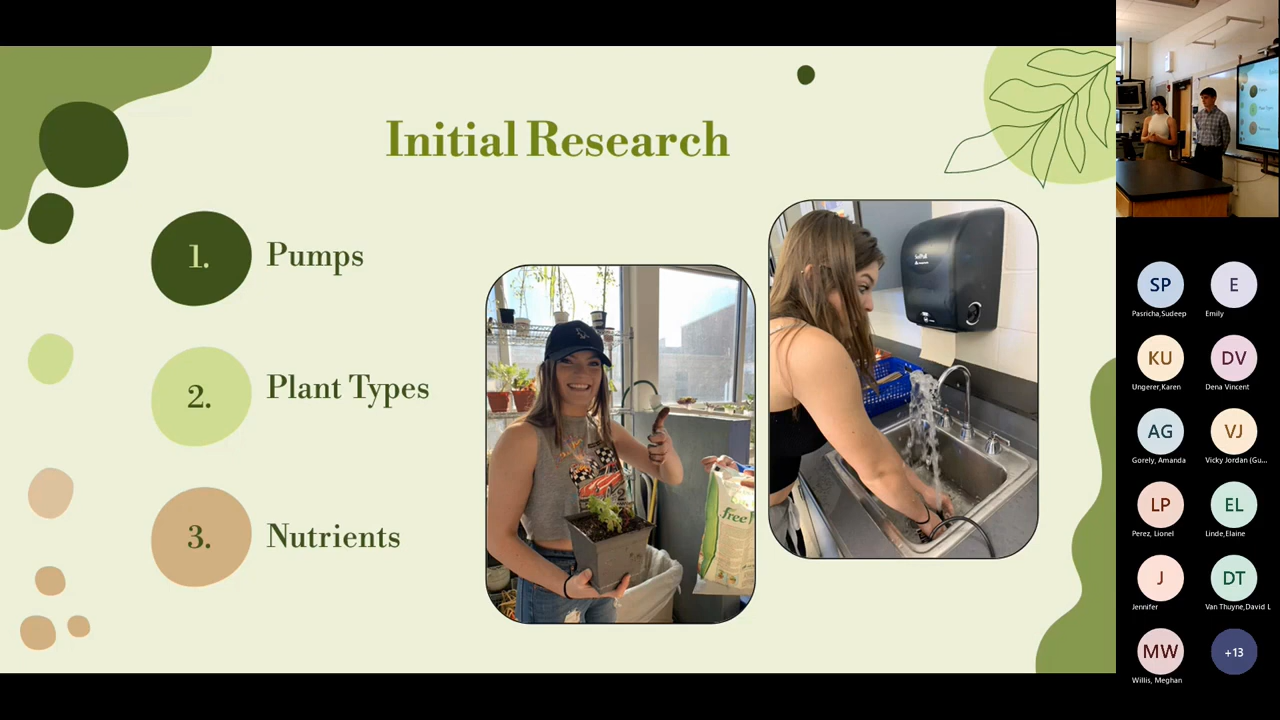 Initial Research
1.
Pumps
2.
Plant Types
3.
Nutrients
free
SP
E
Pasricha,Sudeep
Emily
KU
DV
Ungerer,Karen
Dena Vincent
AG
VJ
Gorely, Amanda
Vicky Jordan (Gu...
LP
EL
Perez, Lionel
Linde,Elaine
J
DT
Jennifer
Van Thuyne,David L
MW
+13
Willis, Meghan